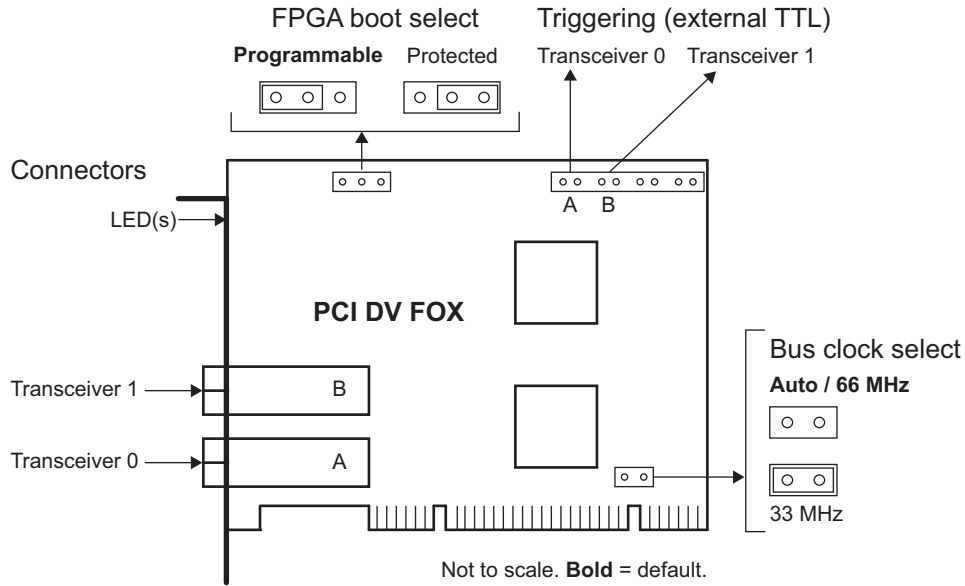 FPGA boot select
Programmable
Protected
Triggering (external TTL)
Transceiver 0
Transceiver 1
Connectors
LED(s)
A
B
PCI DV FOX
Transceiver 1
B
Transceiver 0
A
Bus clock select
Auto / 66 MHz
33 MHz
Not to scale. Bold = default.